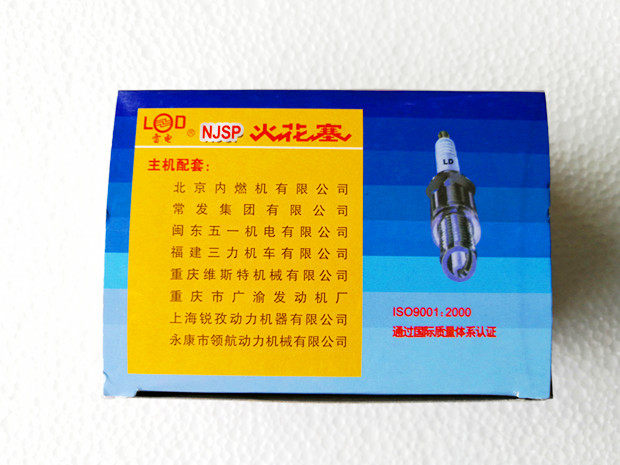 LD
雷电® NJSP 火花塞
主机配套:
北京内燃机有限公司
常发集团有限公司
闽东五一机电有限公司
福建三力机车有限公司
重庆维斯特机械有限公司
重庆市广渝发动机厂
上海锐孜动力机器有限公司
永康市领航动力机械有限公司
LD
ISO9001:2000
通过国际质量体系认证